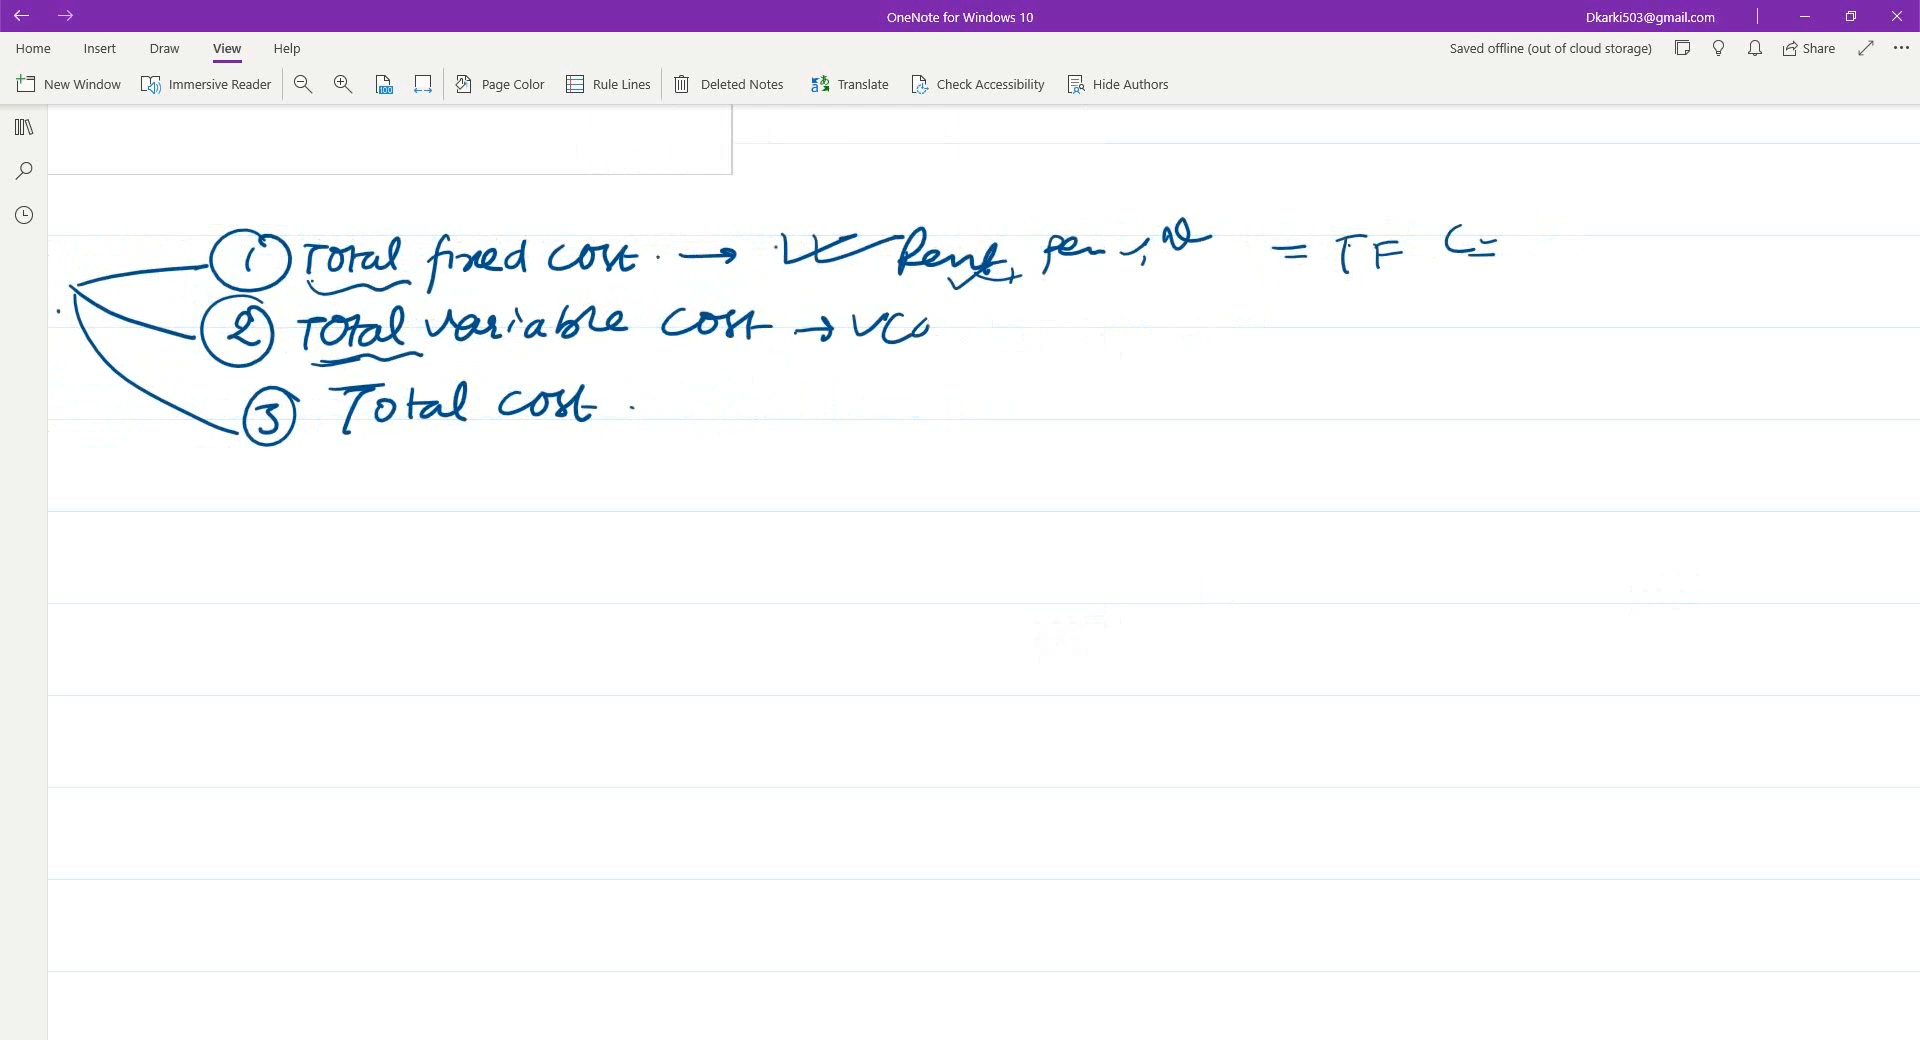 OneNote for Windows 10
Dkarki503@gmail.com
Home Insert Draw View Help
Saved offline (out of cloud storage) Share
New Window Immersive Reader 100 Page Color Rule Lines Deleted Notes Translate Check Accessibility Hide Authors
① Total fixed cost. → Rent, = TFC =
② Total variable cost → VC
③ Total cost.